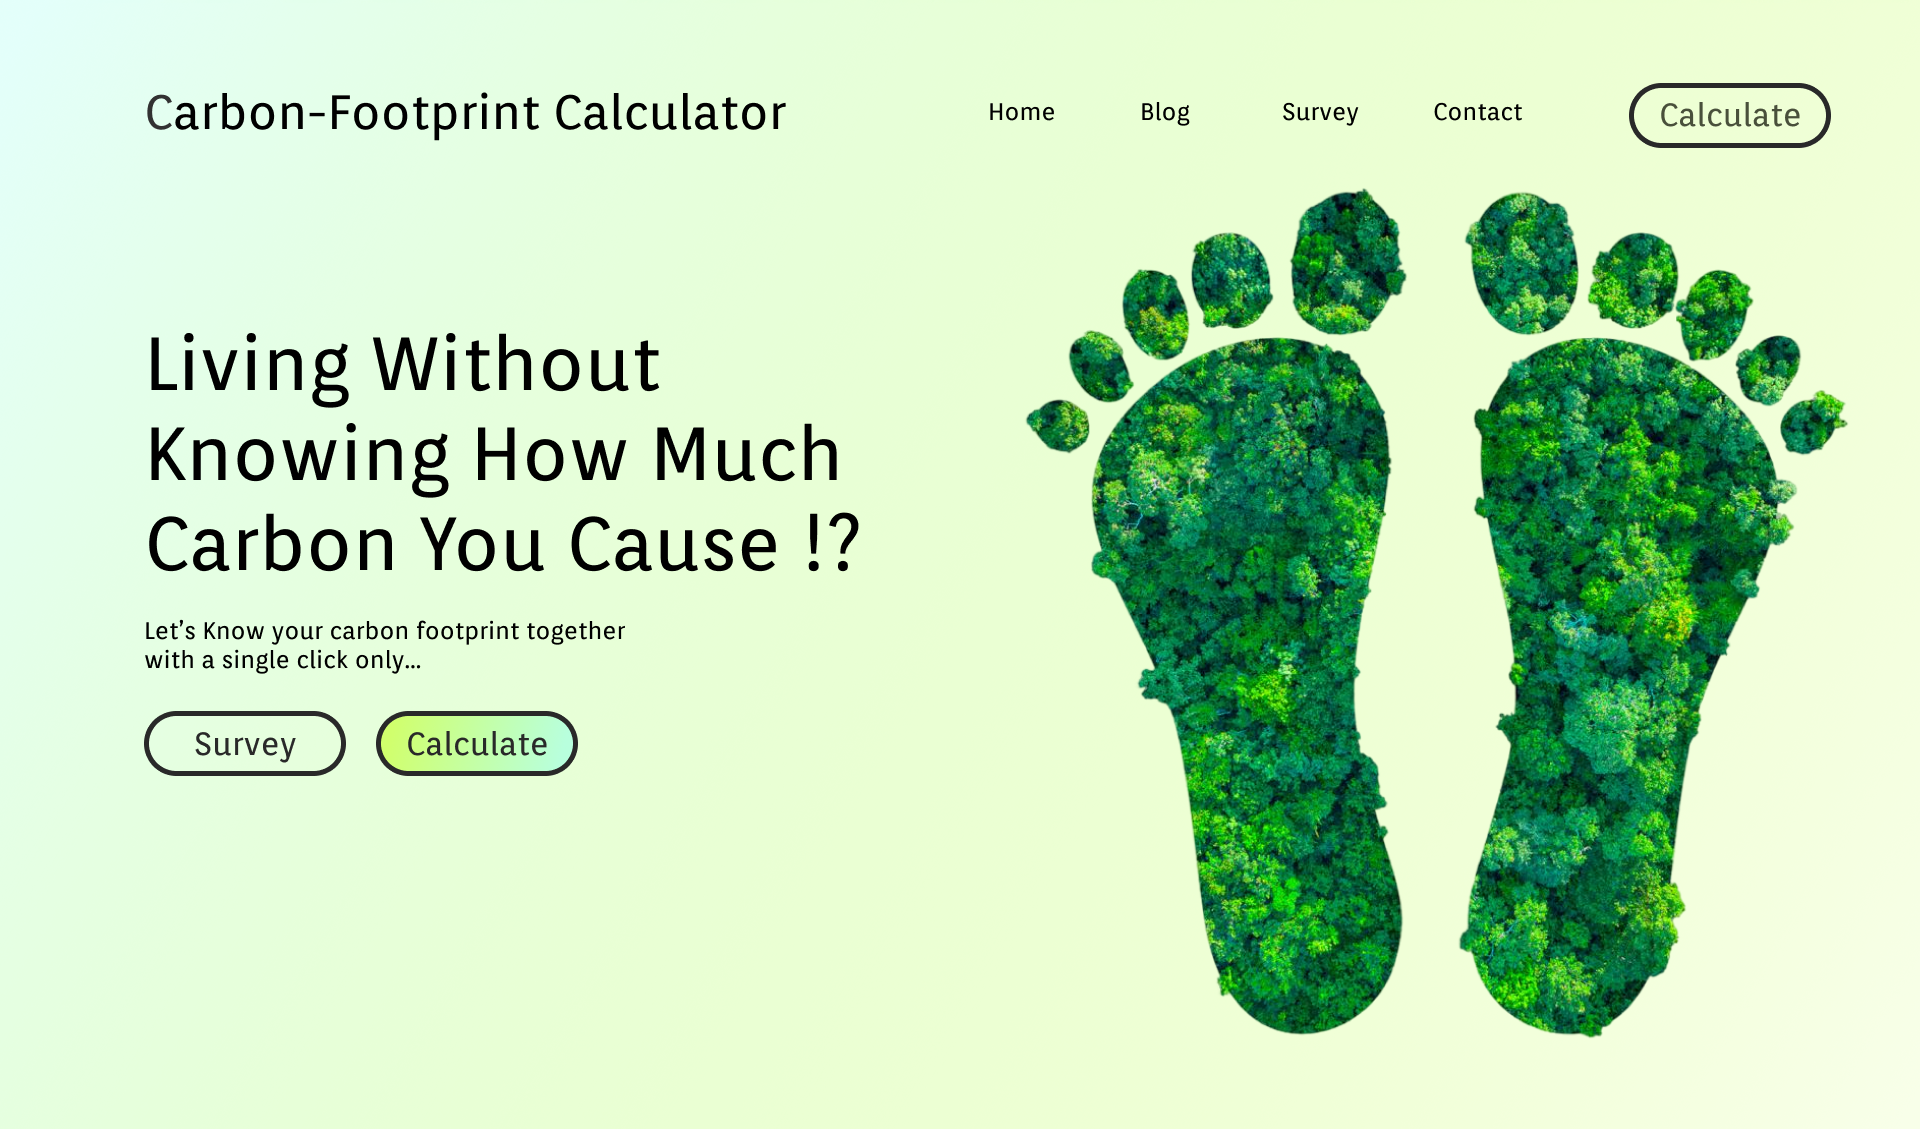 Carbon-Footprint Calculator
Home
Blog
Survey
Contact
Calculate
Living Without
Knowing How Much
Carbon You Cause !?
Let’s Know your carbon footprint together
with a single click only...
Survey
Calculate